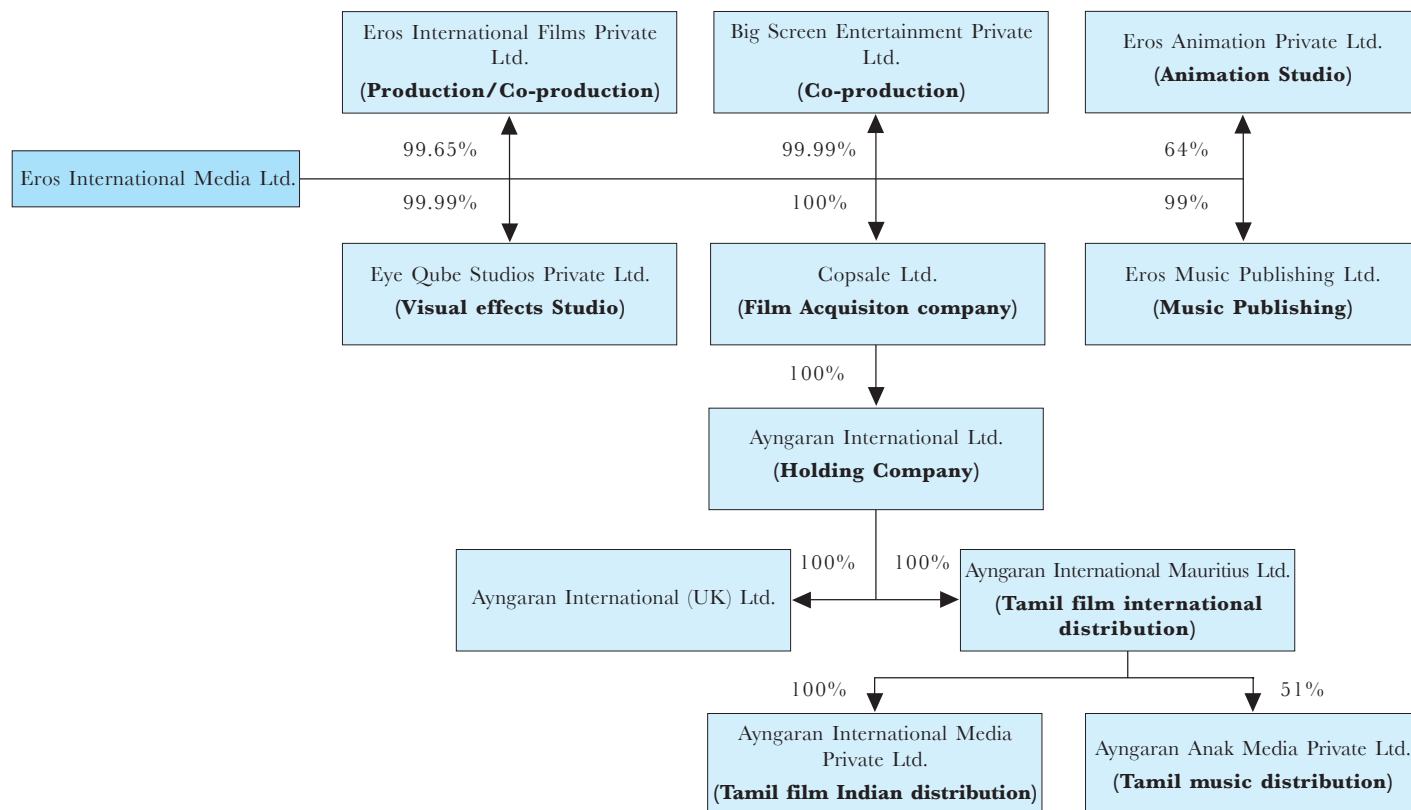 Eros International Films Private
Ltd.
(Production/Co-production)
Big Screen Entertainment Private
Ltd.
(Co-production)
Eros Animation Private Ltd.
(Animation Studio)
99.65%
99.99%
64%
Eros International Media Ltd.
99.99%
100%
99%
Eye Qube Studios Private Ltd.
(Visual effects Studio)
Copsale Ltd.
(Film Acquisiton company)
Eros Music Publishing Ltd.
(Music Publishing)
100%
Ayngaran International Ltd.
(Holding Company)
100%
100%
Ayngaran International (UK) Ltd.
Ayngaran International Mauritius Ltd.
(Tamil film international
distribution)
100%
51%
Ayngaran International Media
Private Ltd.
(Tamil film Indian distribution)
Ayngaran Anak Media Private Ltd.
(Tamil music distribution)